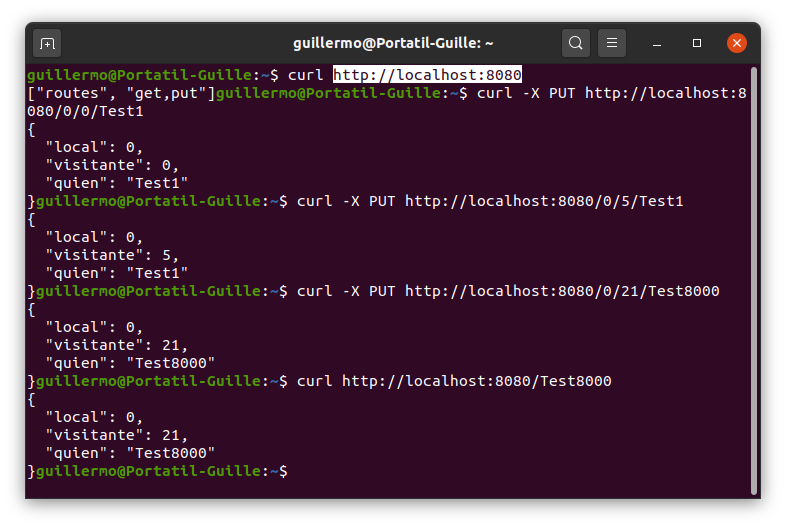 guillermo@Portatil-Guille: ~
guillermo@Portatil-Guille:~$ curl http://localhost:8080
["routes", "get,put"]guillermo@Portatil-Guille:~$ curl -X PUT http://localhost:8
080/0/0/Test1
{
  "local": 0,
  "visitante": 0,
  "quien": "Test1"
}guillermo@Portatil-Guille:~$ curl -X PUT http://localhost:8080/0/5/Test1
{
  "local": 0,
  "visitante": 5,
  "quien": "Test1"
}guillermo@Portatil-Guille:~$ curl -X PUT http://localhost:8080/0/21/Test8000
{
  "local": 0,
  "visitante": 21,
  "quien": "Test8000"
}guillermo@Portatil-Guille:~$ curl http://localhost:8080/Test8000
{
  "local": 0,
  "visitante": 21,
  "quien": "Test8000"
}guillermo@Portatil-Guille:~$